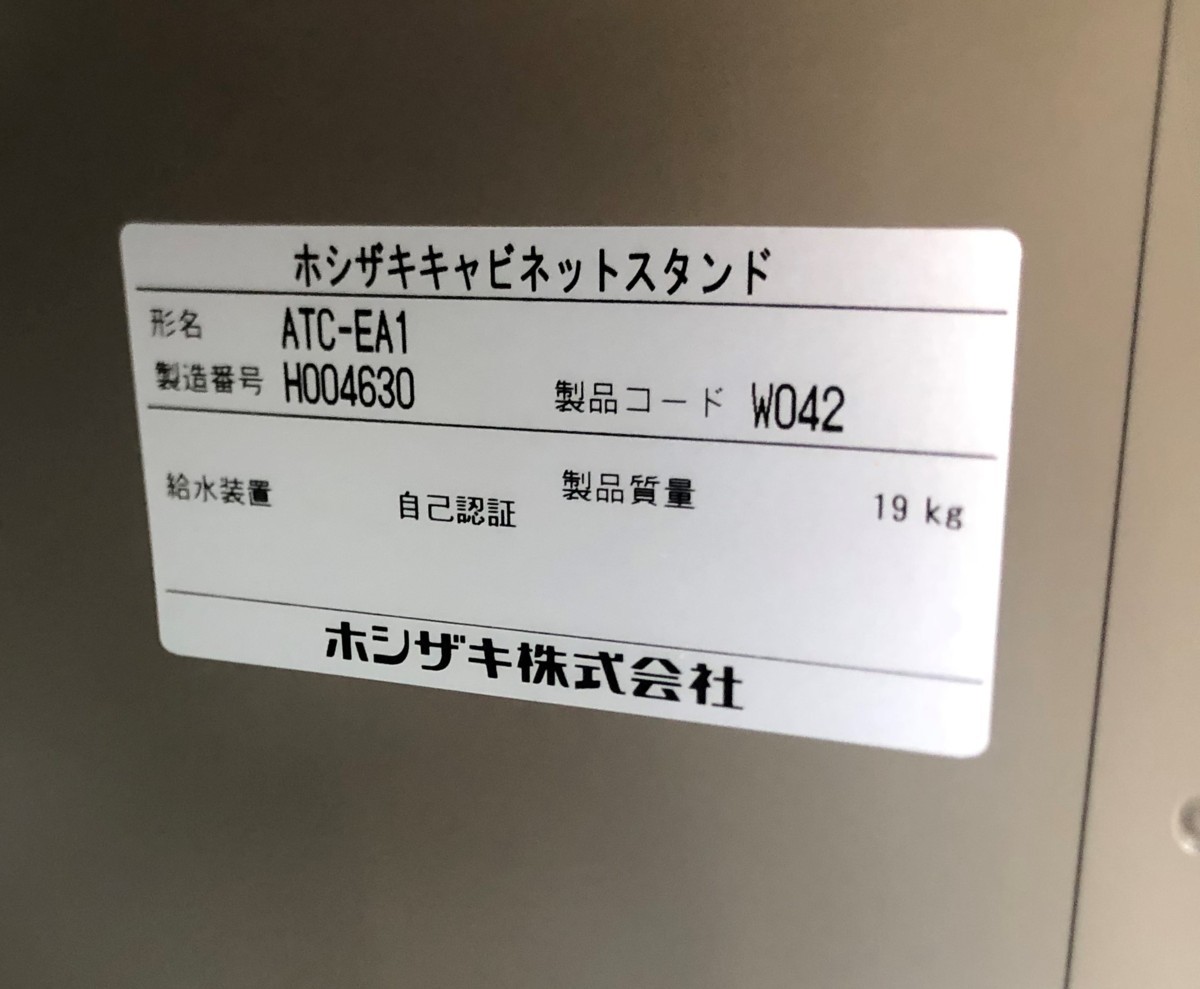 ホシザキキャビネットスタンド
形名 ATC-EA1
製造番号 H004630 製品コード W042
給水装置 自己認証 製品質量 19 kg
ホシザキ株式会社